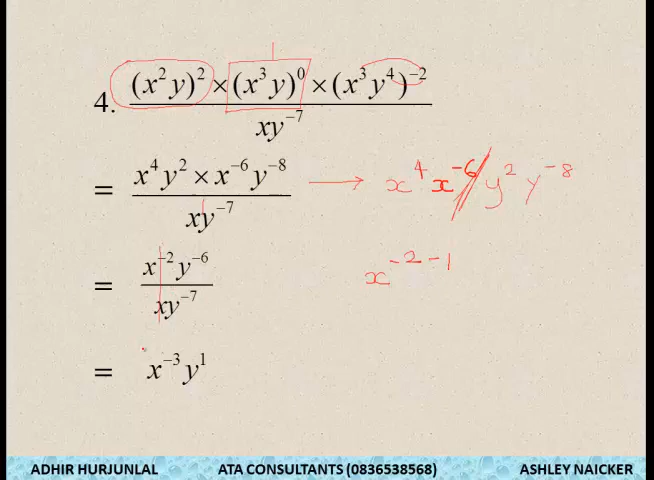 1
4. (x²y)² × (x³y)⁰ × (x³y⁴)⁻²
xy⁻⁷
= x⁴y² × x⁻⁶y⁻⁸ → x⁴ x⁻⁶ y² y⁻⁸
xy⁻⁷
= x⁻²y⁻⁶ x⁻²⁻¹
xy⁻⁷
= x⁻³y¹
ADHIR HURJUNLAL ATA CONSULTANTS (0836538568) ASHLEY NAICKER